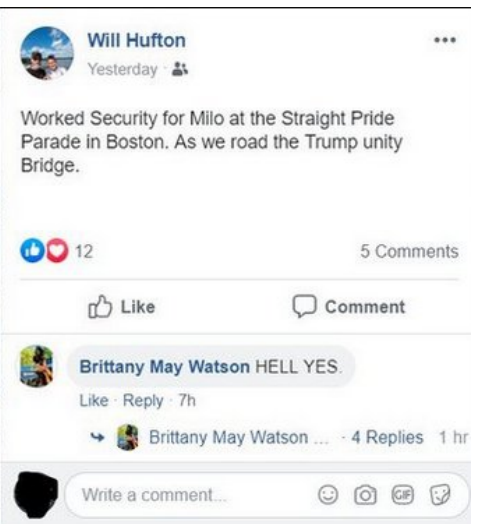 Will Hufton
Yesterday ·
Worked Security for Milo at the Straight Pride
Parade in Boston. As we road the Trump unity
Bridge.
12 5 Comments
Like Comment
Brittany May Watson HELL YES.
Like · Reply · 7h
Brittany May Watson ... · 4 Replies 1 hr
Write a comment... GIF